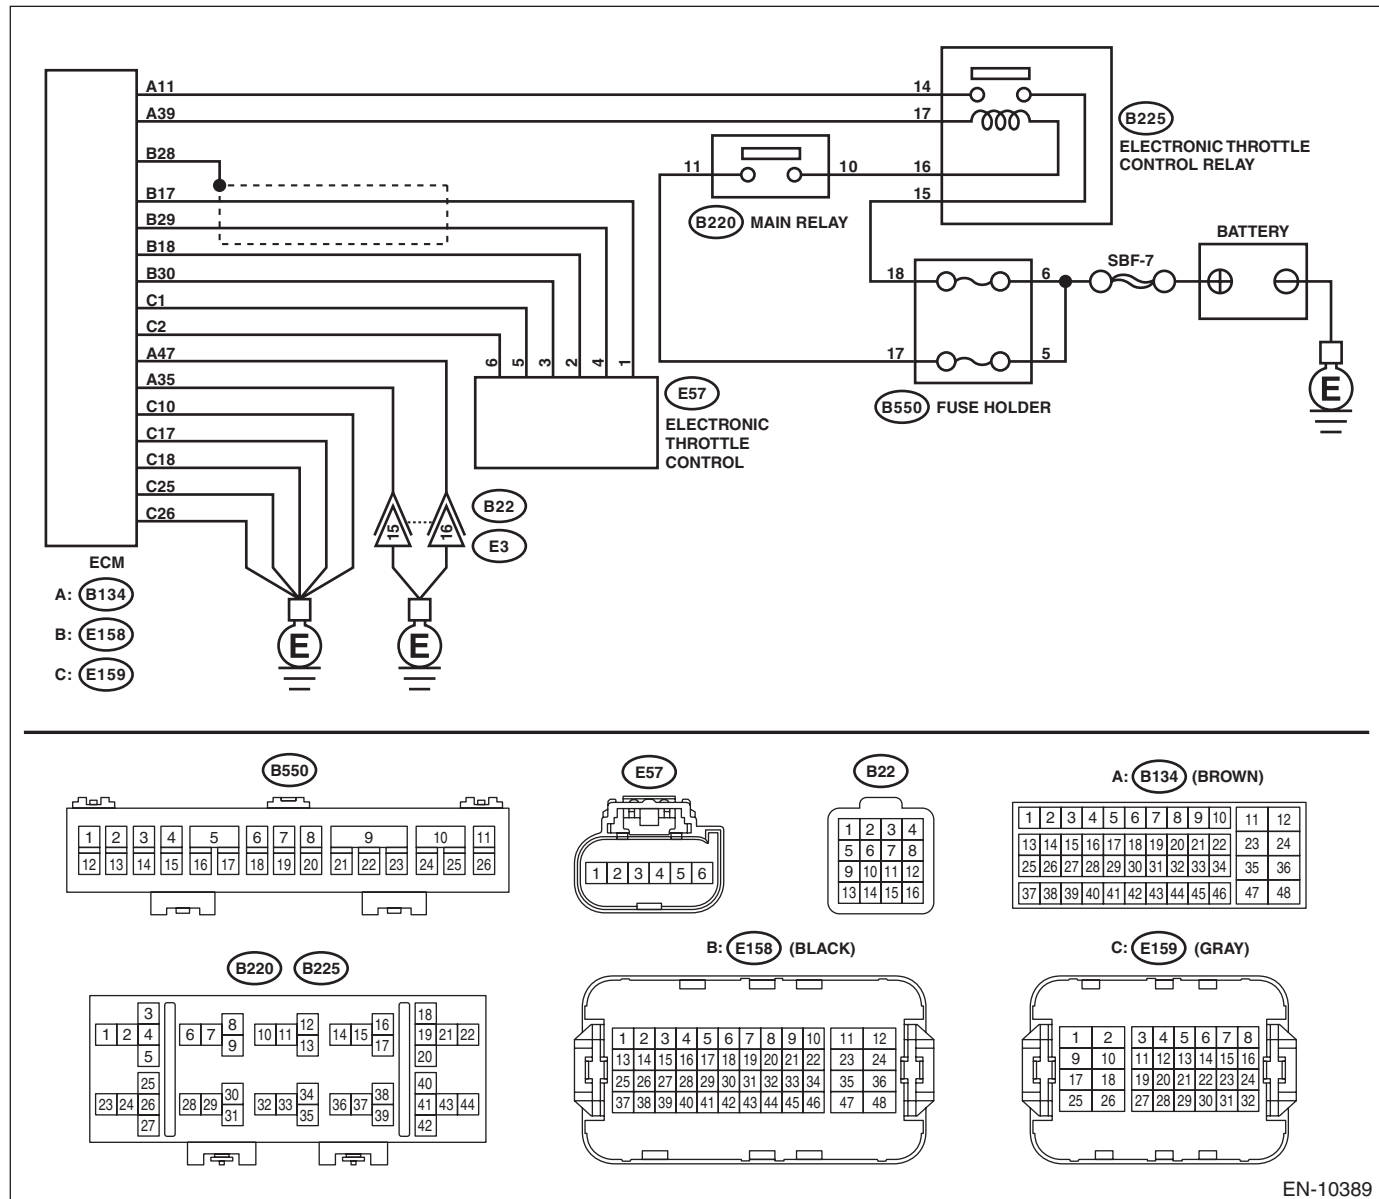 A11
A39
B28
B17
B29
B18
B30
C1
C2
A47
A35
C10
C17
C18
C25
C26
ECM
A: B134
B: E158
C: E159
14
17
16
15
B225
ELECTRONIC THROTTLE
CONTROL RELAY
11
10
B220 MAIN RELAY
BATTERY
SBF-7
18
6
17
5
B550 FUSE HOLDER
E
6 5 3 2 4 1
E57
ELECTRONIC
THROTTLE
CONTROL
15
16
B22
E3
E
E
B550
1 2 3 4 5 6 7 8 9 10 11
12 13 14 15 16 17 18 19 20 21 22 23 24 25 26
E57
1 2 3 4 5 6
B22
1 2 3 4
5 6 7 8
9 10 11 12
13 14 15 16
A: B134 (BROWN)
1 2 3 4 5 6 7 8 9 10 11 12
13 14 15 16 17 18 19 20 21 22 23 24
25 26 27 28 29 30 31 32 33 34 35 36
37 38 39 40 41 42 43 44 45 46 47 48
B220 B225
3 8 12 16 18
1 2 4 6 7 10 11 14 15 19 21 22
5 9 13 17 20
25 30 34 38 40
23 24 26 28 29 32 33 36 37 41 43 44
27 31 35 39 42
B: E158 (BLACK)
1 2 3 4 5 6 7 8 9 10 11 12
13 14 15 16 17 18 19 20 21 22 23 24
25 26 27 28 29 30 31 32 33 34 35 36
37 38 39 40 41 42 43 44 45 46 47 48
C: E159 (GRAY)
1 2 3 4 5 6 7 8
9 10 11 12 13 14 15 16
17 18 19 20 21 22 23 24
25 26 27 28 29 30 31 32
EN-10389